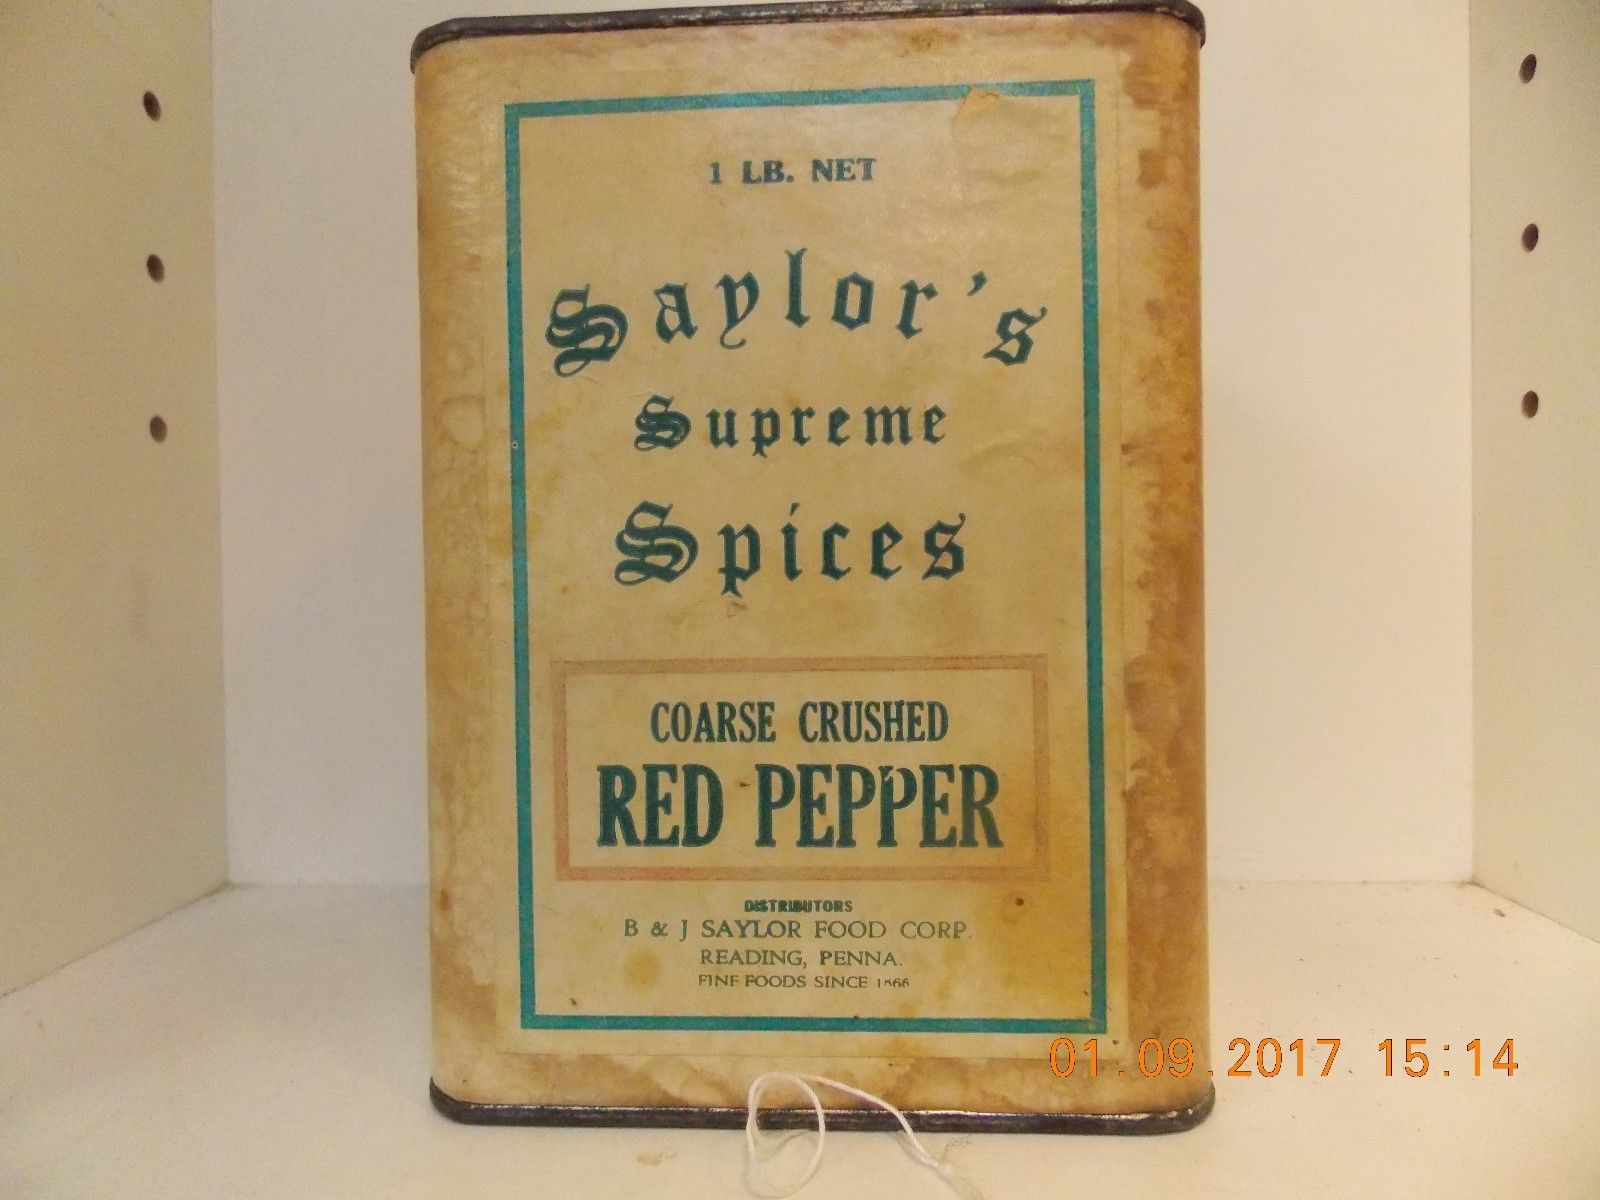 1 LB. NET
Saylor's
Supreme
Spices
COARSE CRUSHED
RED PEPPER
DISTRIBUTORS
B & J SAYLOR FOOD CORP.
READING, PENNA.
FINE FOODS SINCE 1866
01.09.2017 15:14